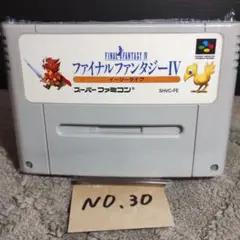 FINAL FANTASY IV
ファイナルファンタジーIV
イージータイプ
スーパーファミコン
SHVC-FE
NO.30